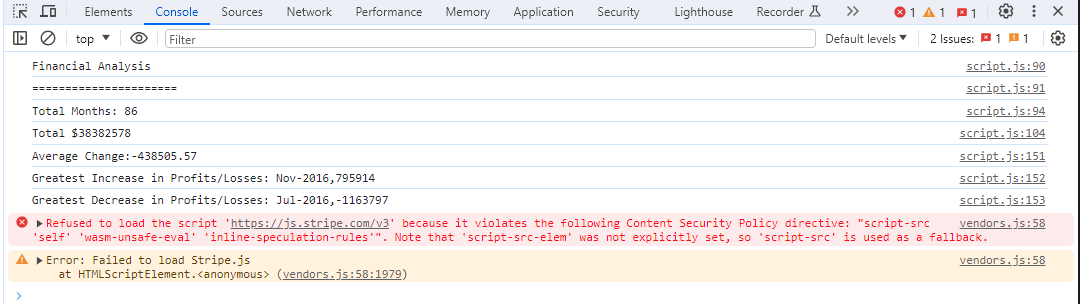 Elements Console Sources Network Performance Memory Application Security Lighthouse Recorder 1 1 1
top Filter Default levels 2 Issues: 1 1
Financial Analysis script.js:90
====================== script.js:91
Total Months: 86 script.js:94
Total $38382578 script.js:104
Average Change:-438505.57 script.js:151
Greatest Increase in Profits/Losses: Nov-2016,795914 script.js:152
Greatest Decrease in Profits/Losses: Jul-2016,-1163797 script.js:153
Refused to load the script 'https://js.stripe.com/v3' because it violates the following Content Security Policy directive: "script-src vendors.js:58
'self' 'wasm-unsafe-eval' 'inline-speculation-rules'". Note that 'script-src-elem' was not explicitly set, so 'script-src' is used as a fallback.
Error: Failed to load Stripe.js vendors.js:58
at HTMLScriptElement.<anonymous> (vendors.js:58:1979)